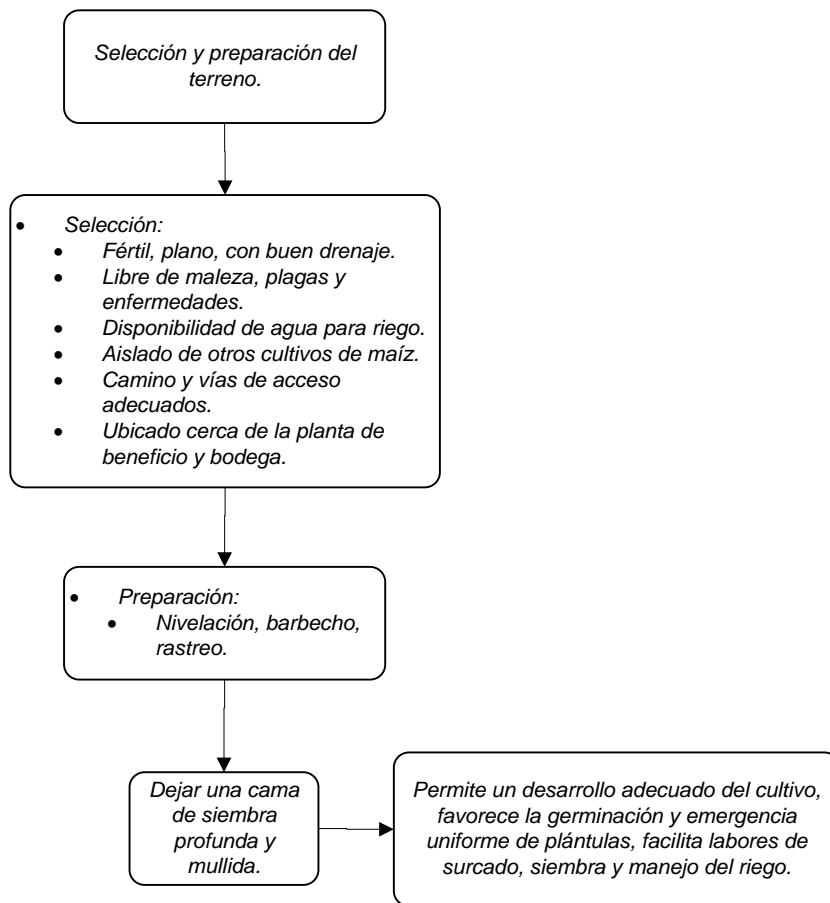 Selección y preparación del
terreno.
• Selección:
• Fértil, plano, con buen drenaje.
• Libre de maleza, plagas y
enfermedades.
• Disponibilidad de agua para riego.
• Aislado de otros cultivos de maíz.
• Camino y vías de acceso
adecuados.
• Ubicado cerca de la planta de
beneficio y bodega.
• Preparación:
• Nivelación, barbecho,
rastreo.
Dejar una cama
de siembra
profunda y
mullida.
Permite un desarrollo adecuado del cultivo,
favorece la germinación y emergencia
uniforme de plántulas, facilita labores de
surcado, siembra y manejo del riego.